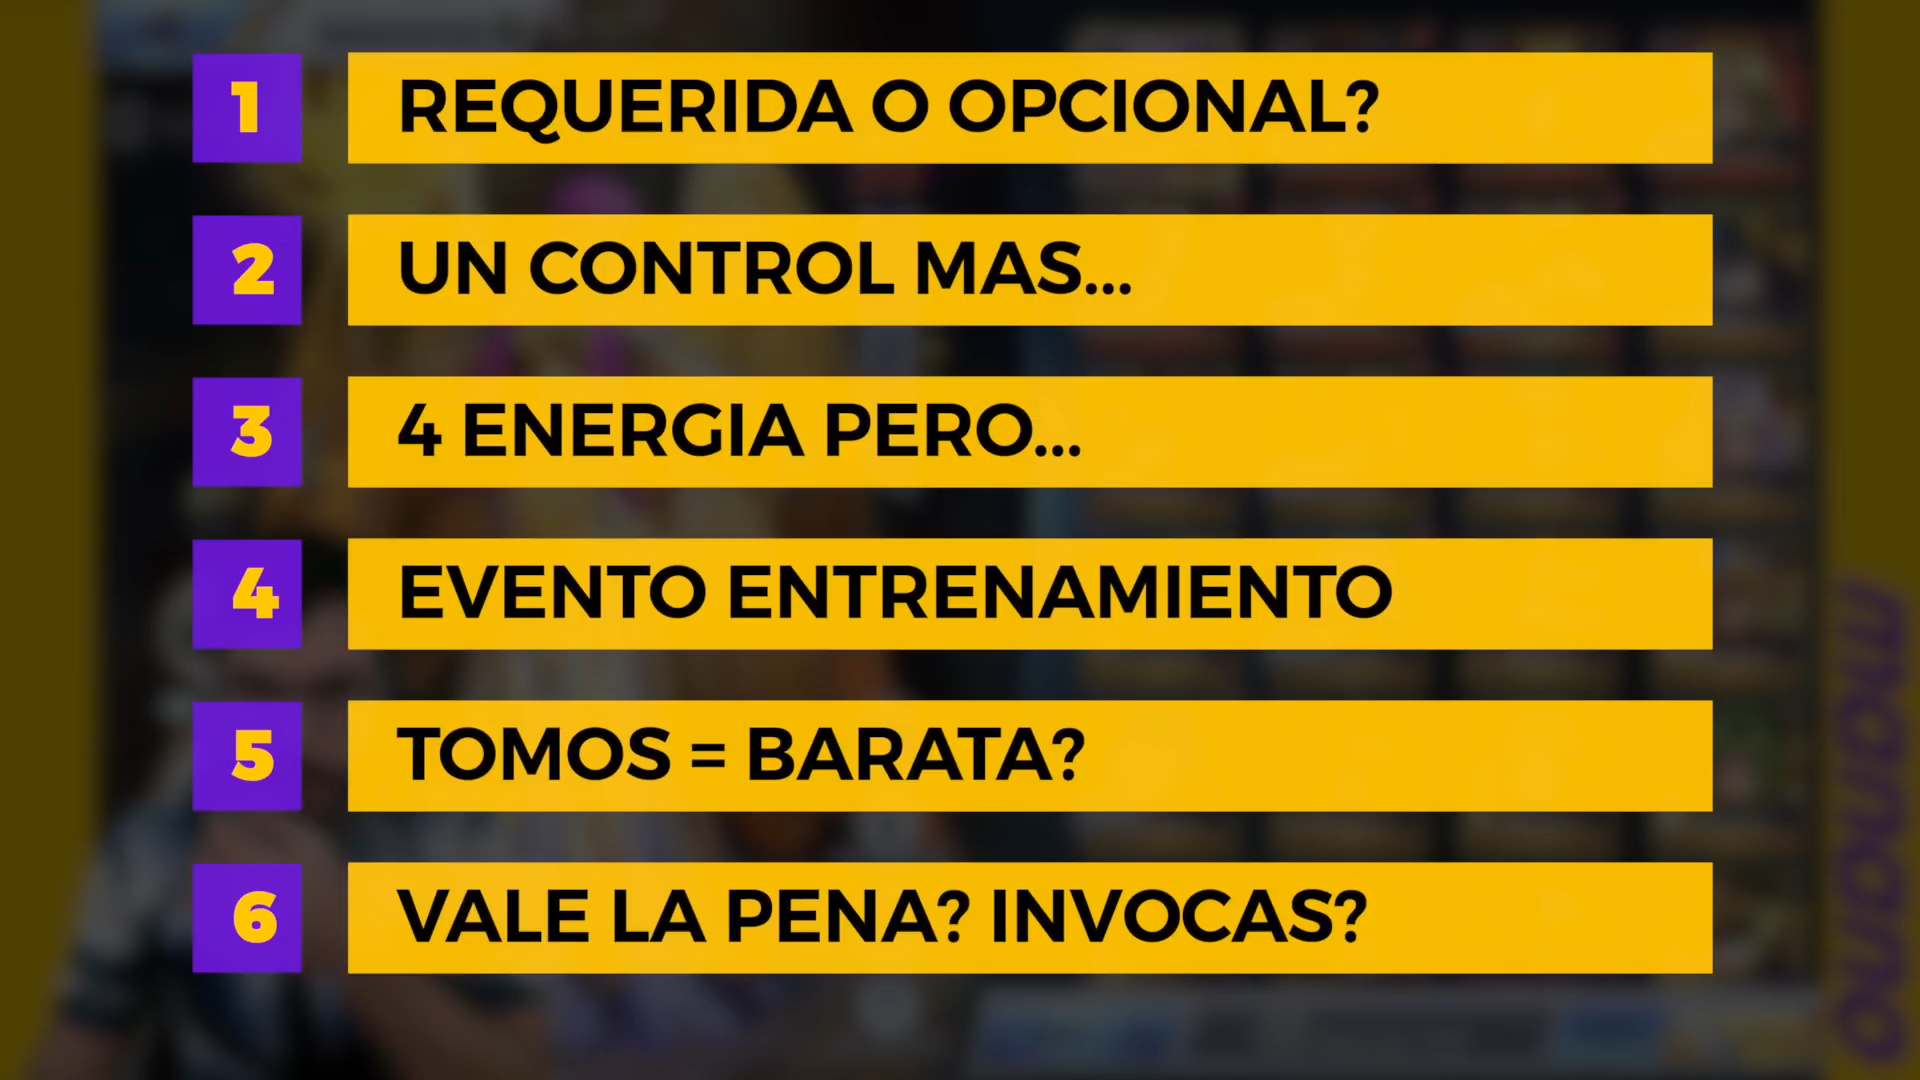 1 REQUERIDA O OPCIONAL?
2 UN CONTROL MAS...
3 4 ENERGIA PERO...
4 EVENTO ENTRENAMIENTO
5 TOMOS = BARATA?
6 VALE LA PENA? INVOCAS?